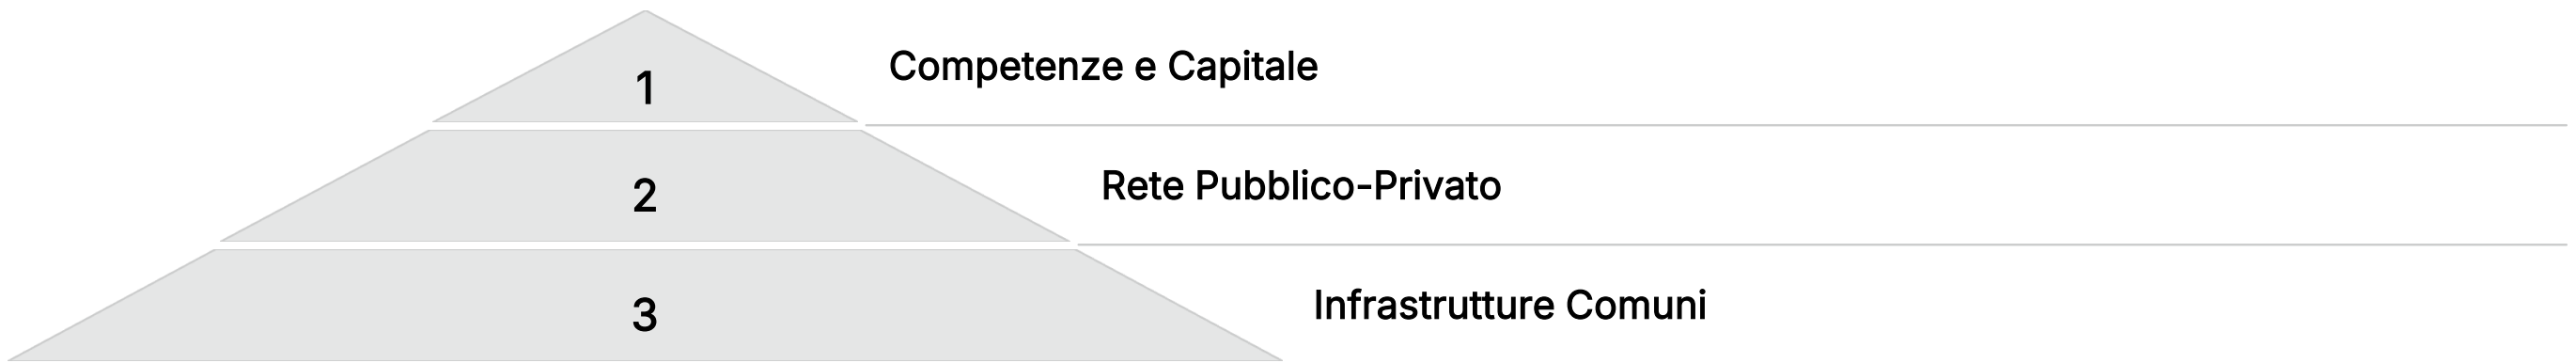 1
Competenze e Capitale
2
Rete Pubblico-Privato
3
Infrastrutture Comuni